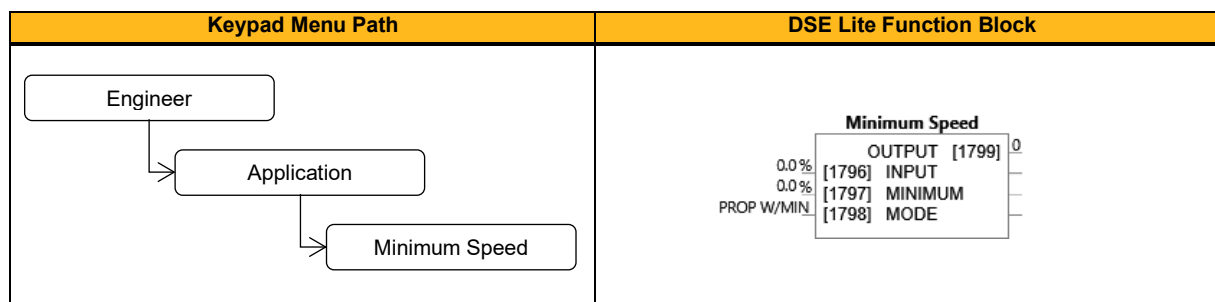 Keypad Menu Path
DSE Lite Function Block
Engineer
Application
Minimum Speed
Minimum Speed
OUTPUT [1799] 0
0.0 % [1796] INPUT
0.0 % [1797] MINIMUM
PROP W/MIN [1798] MODE